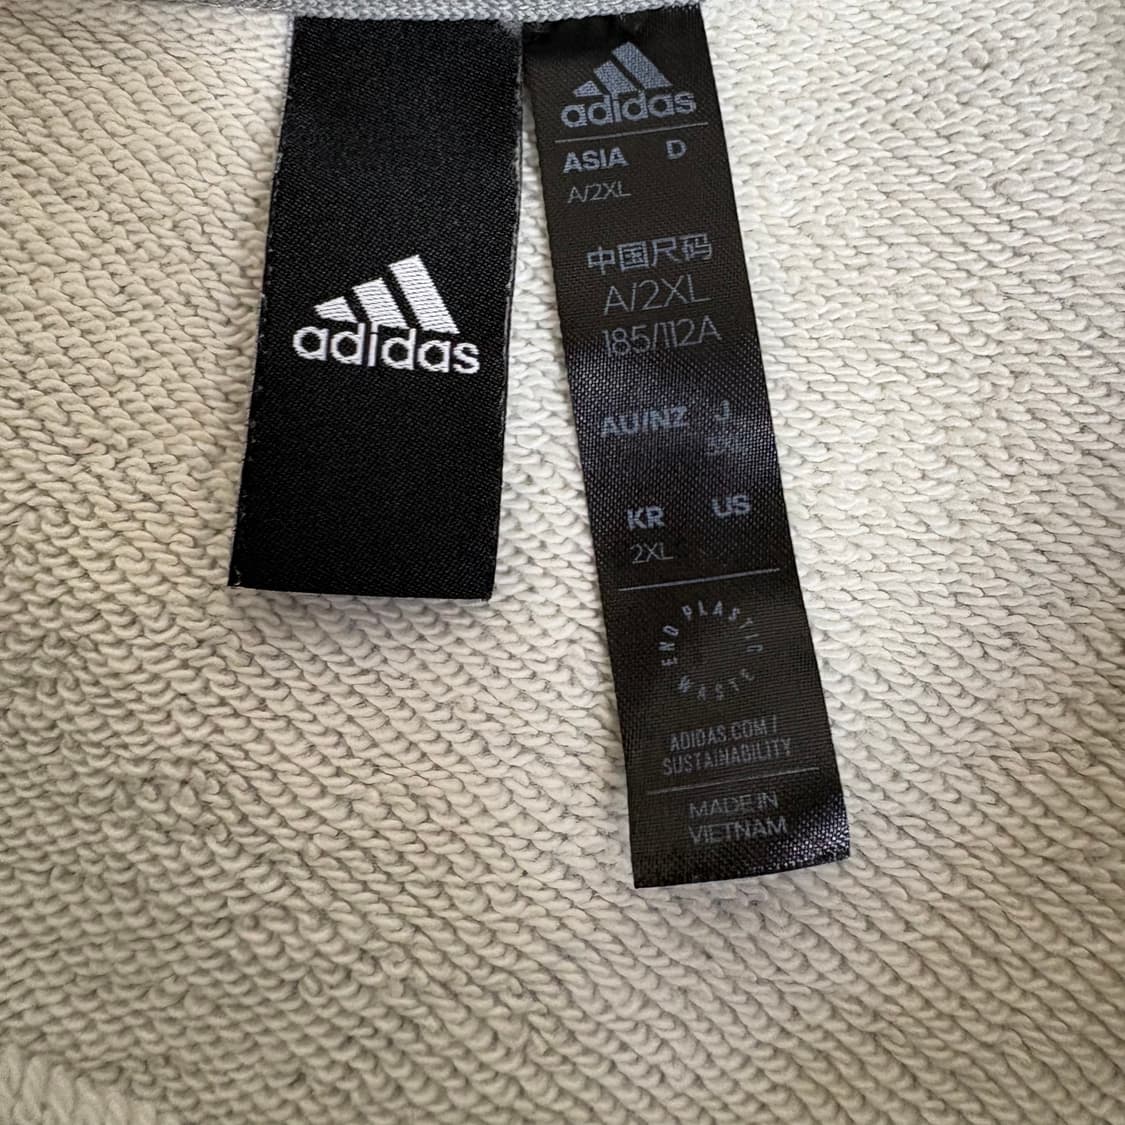 adidas
adidas
ASIA D
A/2XL
中国尺码
A/2XL
185/112A
AU/NZ J
KR US
2XL
END PLASTIC WASTE
ADIDAS.COM/
SUSTAINABILITY
MADE IN
VIETNAM